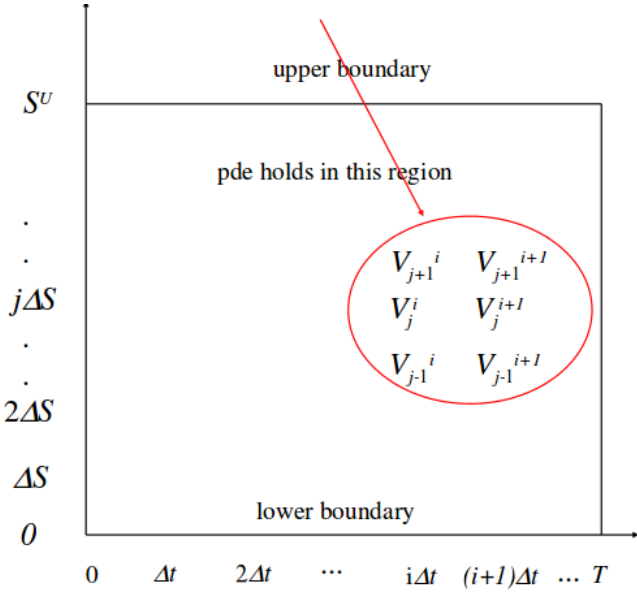 upper boundary
S^U
pde holds in this region
.
.
V_{j+1}^i V_{j+1}^{i+1}
jΔS V_j^i V_j^{i+1}
.
.
V_{j-1}^i V_{j-1}^{i+1}
2ΔS
ΔS
lower boundary
0
0 Δt 2Δt ... iΔt (i+1)Δt ... T